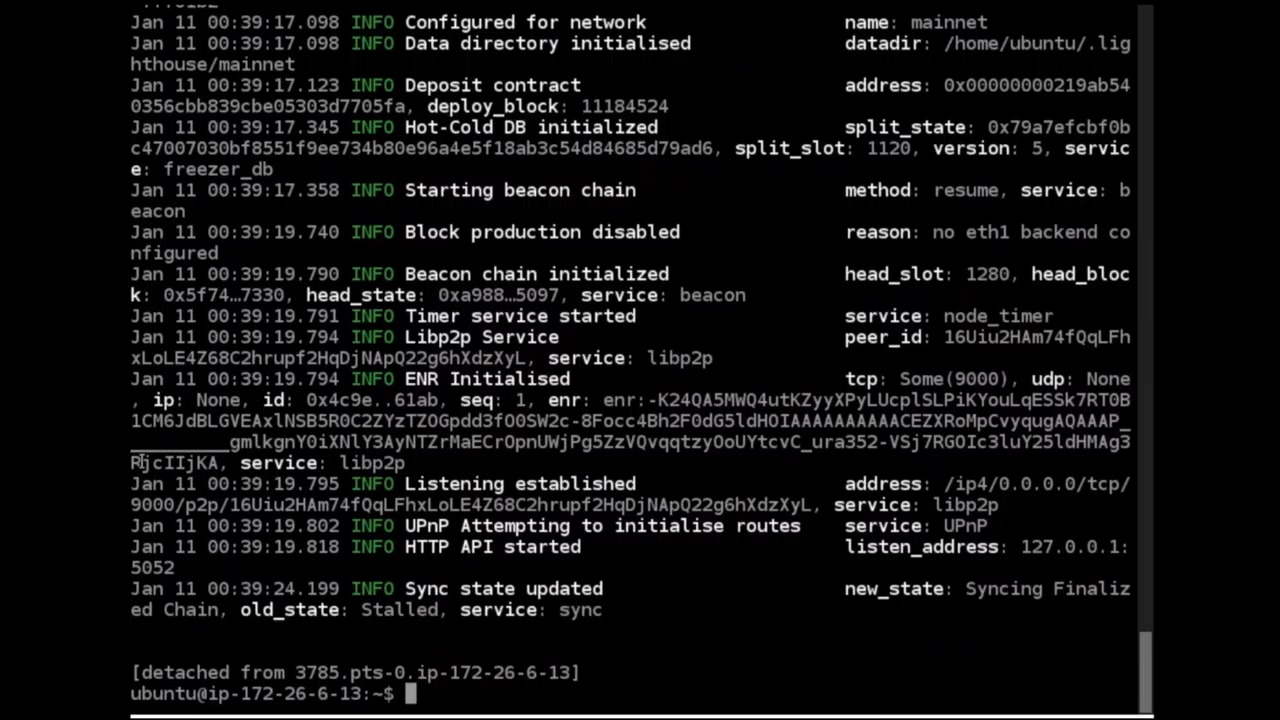 Jan 11 00:39:17.098 INFO Configured for network name: mainnet
Jan 11 00:39:17.098 INFO Data directory initialised datadir: /home/ubuntu/.lig
hthouse/mainnet
Jan 11 00:39:17.123 INFO Deposit contract address: 0x00000000219ab54
0356cbb839cbe05303d7705fa, deploy_block: 11184524
Jan 11 00:39:17.345 INFO Hot-Cold DB initialized split_state: 0x79a7efcbf0b
c47007030bf8551f9ee734b80e96a4e5f18ab3c54d84685d79ad6, split_slot: 1120, version: 5, servic
e: freezer_db
Jan 11 00:39:17.358 INFO Starting beacon chain method: resume, service: b
eacon
Jan 11 00:39:19.740 INFO Block production disabled reason: no eth1 backend co
nfigured
Jan 11 00:39:19.790 INFO Beacon chain initialized head_slot: 1280, head_bloc
k: 0x5f74…7330, head_state: 0xa988…5097, service: beacon
Jan 11 00:39:19.791 INFO Timer service started service: node_timer
Jan 11 00:39:19.794 INFO Libp2p Service peer_id: 16Uiu2HAm74fQqLFh
xLoLE4Z68C2hrupf2HqDjNApQ22g6hXdzXyL, service: libp2p
Jan 11 00:39:19.794 INFO ENR Initialised tcp: Some(9000), udp: None
, ip: None, id: 0x4c9e..61ab, seq: 1, enr: enr:-K24QA5MWQ4utKZyyXPyLUcplSLPiKYouLqESSk7RT0B
1CM6JdBLGVEAxlNSB5R0C2ZYzTZOGpdd3fO0SW2c-8Focc4Bh2F0dG5ldHOIAAAAAAAAAACEZXRoMpCvyqugAQAAAP_
_________gmlkgnY0iXNlY3AyNTZrMaECrOpnUWjPg5ZzVQvqqtzyOoUYtcvC_ura352-VSj7RGOIc3luY25ldHMAg3
RjcIIjKA, service: libp2p
Jan 11 00:39:19.795 INFO Listening established address: /ip4/0.0.0.0/tcp/
9000/p2p/16Uiu2HAm74fQqLFhxLoLE4Z68C2hrupf2HqDjNApQ22g6hXdzXyL, service: libp2p
Jan 11 00:39:19.802 INFO UPnP Attempting to initialise routes service: UPnP
Jan 11 00:39:19.818 INFO HTTP API started listen_address: 127.0.0.1:
5052
Jan 11 00:39:24.199 INFO Sync state updated new_state: Syncing Finaliz
ed Chain, old_state: Stalled, service: sync
[detached from 3785.pts-0.ip-172-26-6-13]
ubuntu@ip-172-26-6-13:~$